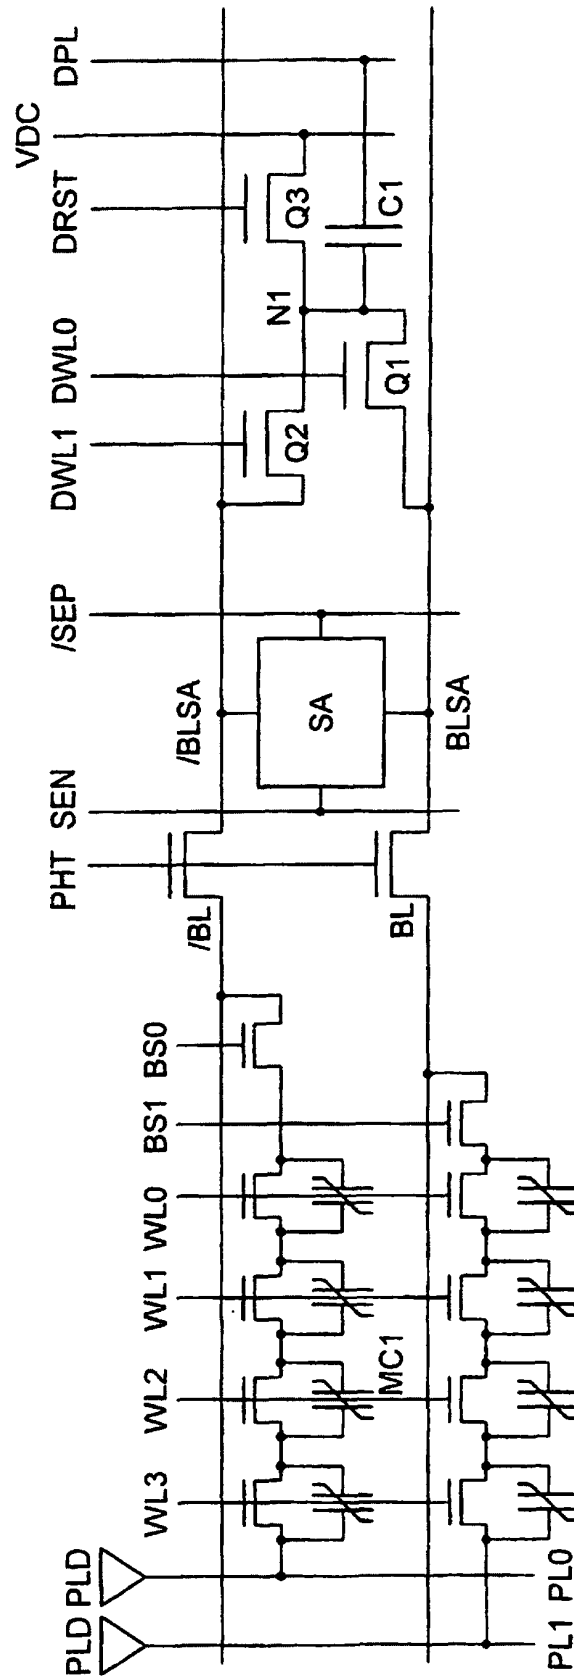 PLD
PLD
WL3
WL2
WL1
WL0
BS1
BS0
PHT
SEN
/SEP
DWL1
DWL0
DRST
VDC
DPL
/BL
/BLSA
Q2
N1
Q3
SA
MC1
BL
BLSA
Q1
C1
PL1
PL0